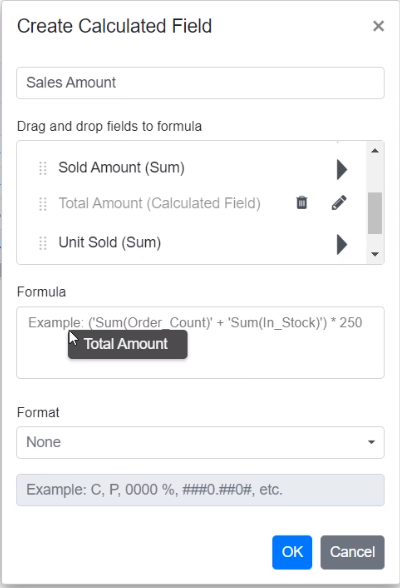 Create Calculated Field
×
Sales Amount
Drag and drop fields to formula
Sold Amount (Sum)
Total Amount (Calculated Field)
Unit Sold (Sum)
Formula
Example: ('Sum(Order_Count)' + 'Sum(In_Stock)') * 250
Total Amount
Format
None
Example: C, P, 0000 %, ###0.##0#, etc.
OK Cancel